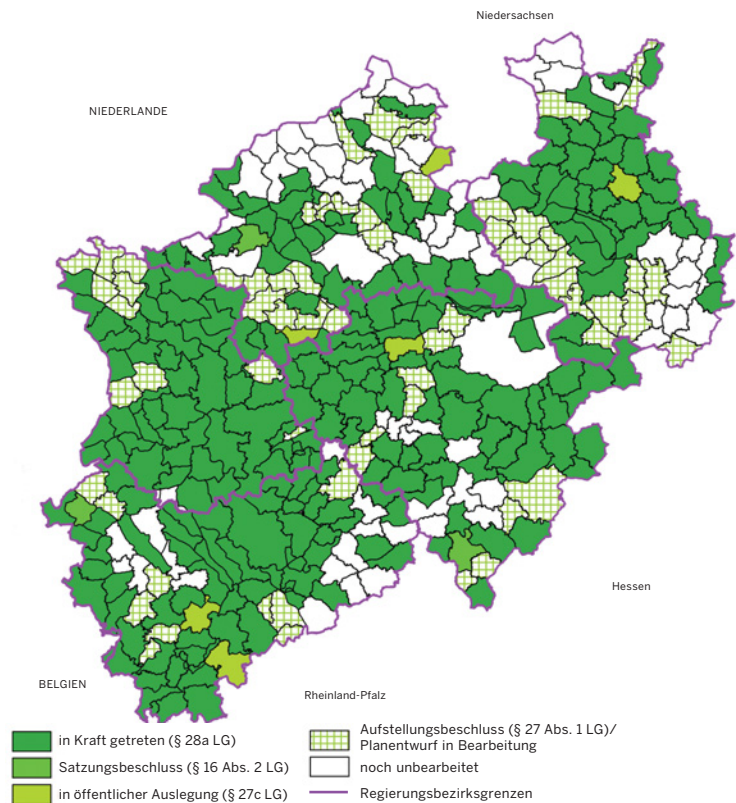 Niedersachsen
NIEDERLANDE
Hessen
BELGIEN
Rheinland-Pfalz
in Kraft getreten (§ 28a LG)
Satzungsbeschluss (§ 16 Abs. 2 LG)
in öffentlicher Auslegung (§ 27c LG)
Aufstellungsbeschluss (§ 27 Abs. 1 LG)/
Planentwurf in Bearbeitung
noch unbearbeitet
Regierungsbezirksgrenzen